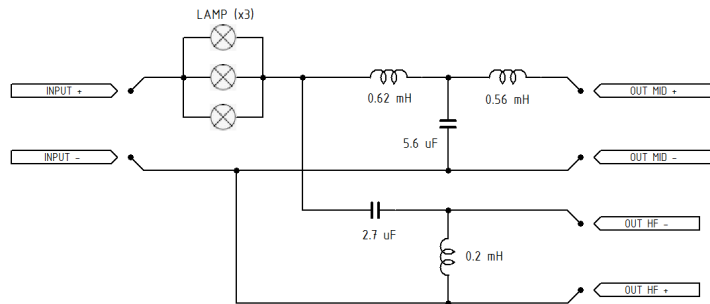 LAMP (x3)
INPUT +
0.62 mH
0.56 mH
OUT MID +
5.6 uF
INPUT -
OUT MID -
2.7 uF
0.2 mH
OUT HF -
OUT HF +